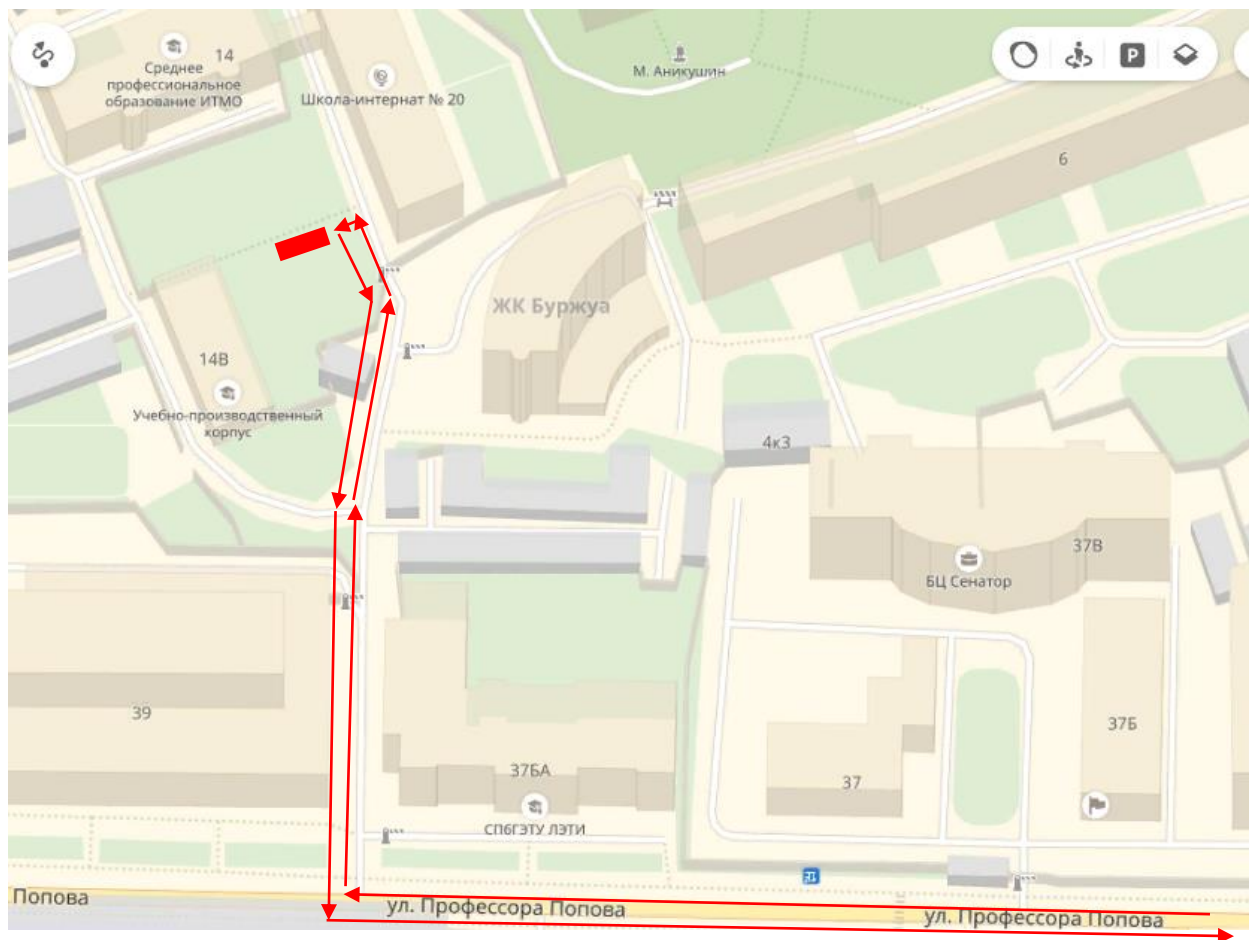 14
Среднее
профессиональное
образование ИТМО
Школа-интернат № 20
М. Аникушин
P
6
ЖК Буржуа
14В
Учебно-производственный
корпус
4к3
37В
БЦ Сенатор
39
37БА
СПбГЭТУ ЛЭТИ
37
37Б
Попова
ул. Профессора Попова
ул. Профессора Попова